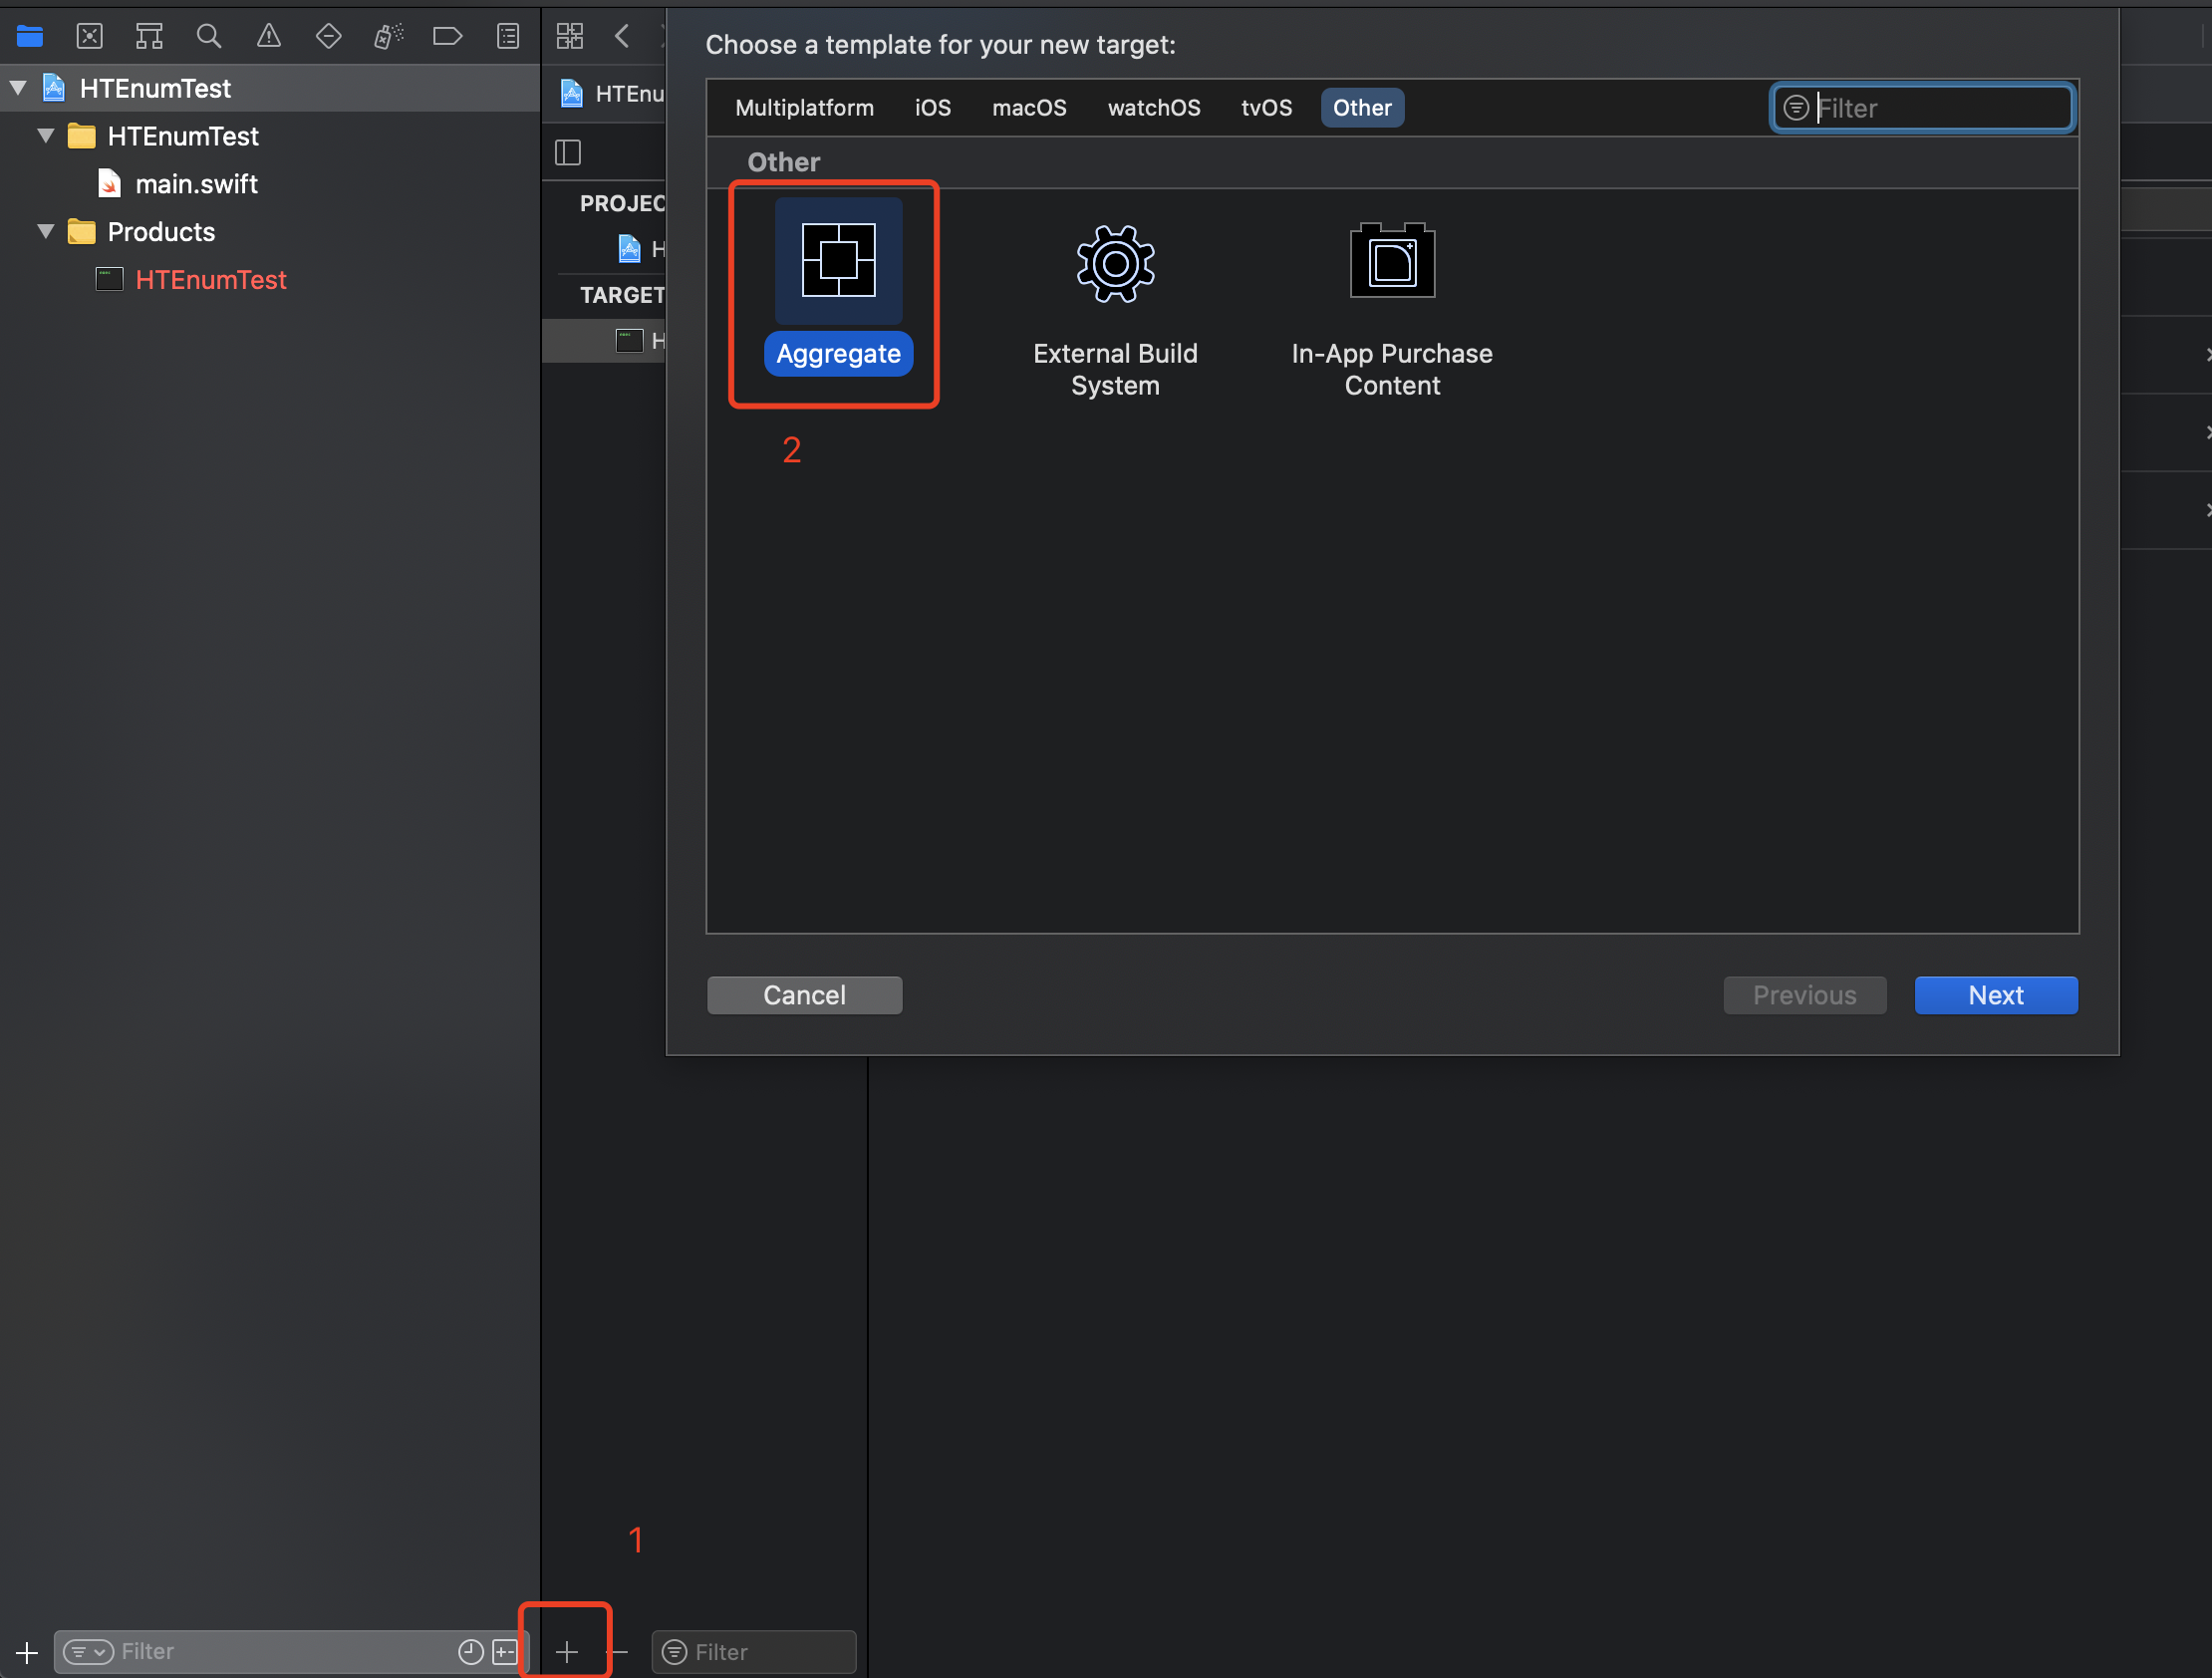 Choose a template for your new target:
HTEnumTest
HTEnu
Multiplatform iOS macOS watchOS tvOS Other Filter
HTEnumTest
main.swift
Other
PROJEC
Products
H
HTEnumTest
TARGET
H
Aggregate
External Build
System
In-App Purchase
Content
2
Cancel Previous Next
1
Filter
Filter